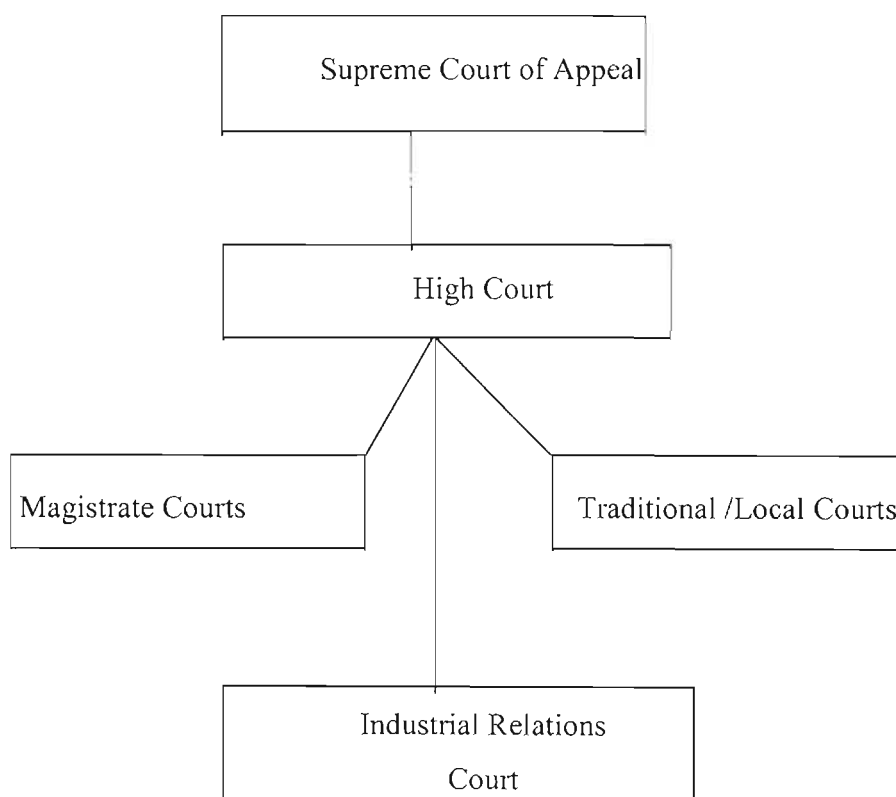 Supreme Court of Appeal
High Court
Magistrate Courts
Traditional /Local Courts
Industrial Relations
Court